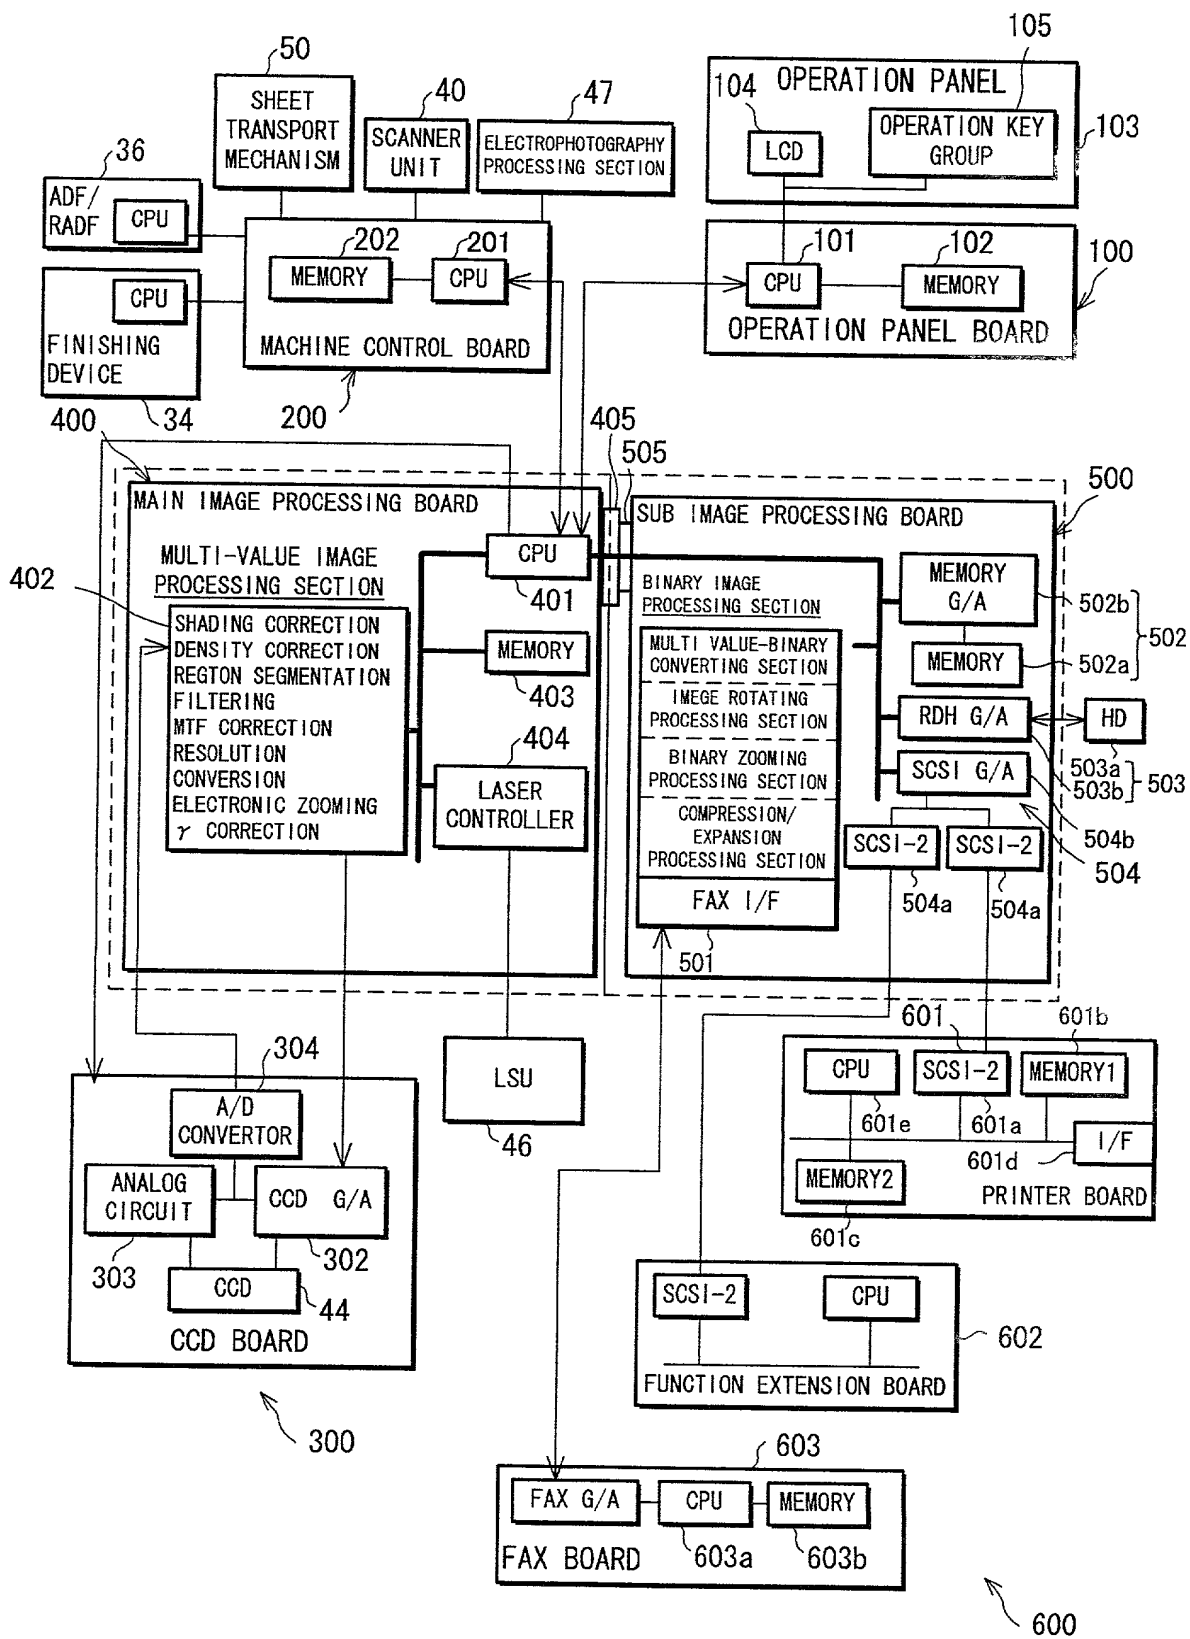 50
SHEET
TRANSPORT
MECHANISM
40
SCANNER
UNIT
47
ELECTROPHOTOGRAPHY
PROCESSING SECTION
36
ADF/
RADF
CPU
CPU
FINISHING
DEVICE
34
202
MEMORY
201
CPU
MACHINE CONTROL BOARD
200
105
104
OPERATION PANEL
LCD
OPERATION KEY
GROUP
103
101
CPU
102
MEMORY
OPERATION PANEL BOARD
100
400
405
505
500
MAIN IMAGE PROCESSING BOARD
MULTI-VALUE IMAGE
PROCESSING SECTION
402
SHADING CORRECTION
DENSITY CORRECTION
REGTON SEGMENTATION
FILTERING
MTF CORRECTION
RESOLUTION
CONVERSION
ELECTRONIC ZOOMING
γ CORRECTION
CPU
401
MEMORY
403
404
LASER
CONTROLLER
SUB IMAGE PROCESSING BOARD
BINARY IMAGE
PROCESSING SECTION
MULTI VALUE-BINARY
CONVERTING SECTION
IMEGE ROTATING
PROCESSING SECTION
BINARY ZOOMING
PROCESSING SECTION
COMPRESSION/
EXPANSION
PROCESSING SECTION
FAX I/F
501
MEMORY
G/A
502b
502
MEMORY
502a
RDH G/A
HD
503a
503
503b
SCSI G/A
504b
504
SCSI-2
504a
SCSI-2
504a
304
A/D
CONVERTOR
ANALOG
CIRCUIT
303
CCD G/A
302
CCD
44
CCD BOARD
300
LSU
46
601
601b
CPU
601e
SCSI-2
601a
MEMORY1
I/F
601d
MEMORY2
601c
PRINTER BOARD
SCSI-2
CPU
602
FUNCTION EXTENSION BOARD
603
FAX G/A
CPU
MEMORY
603a
603b
FAX BOARD
600